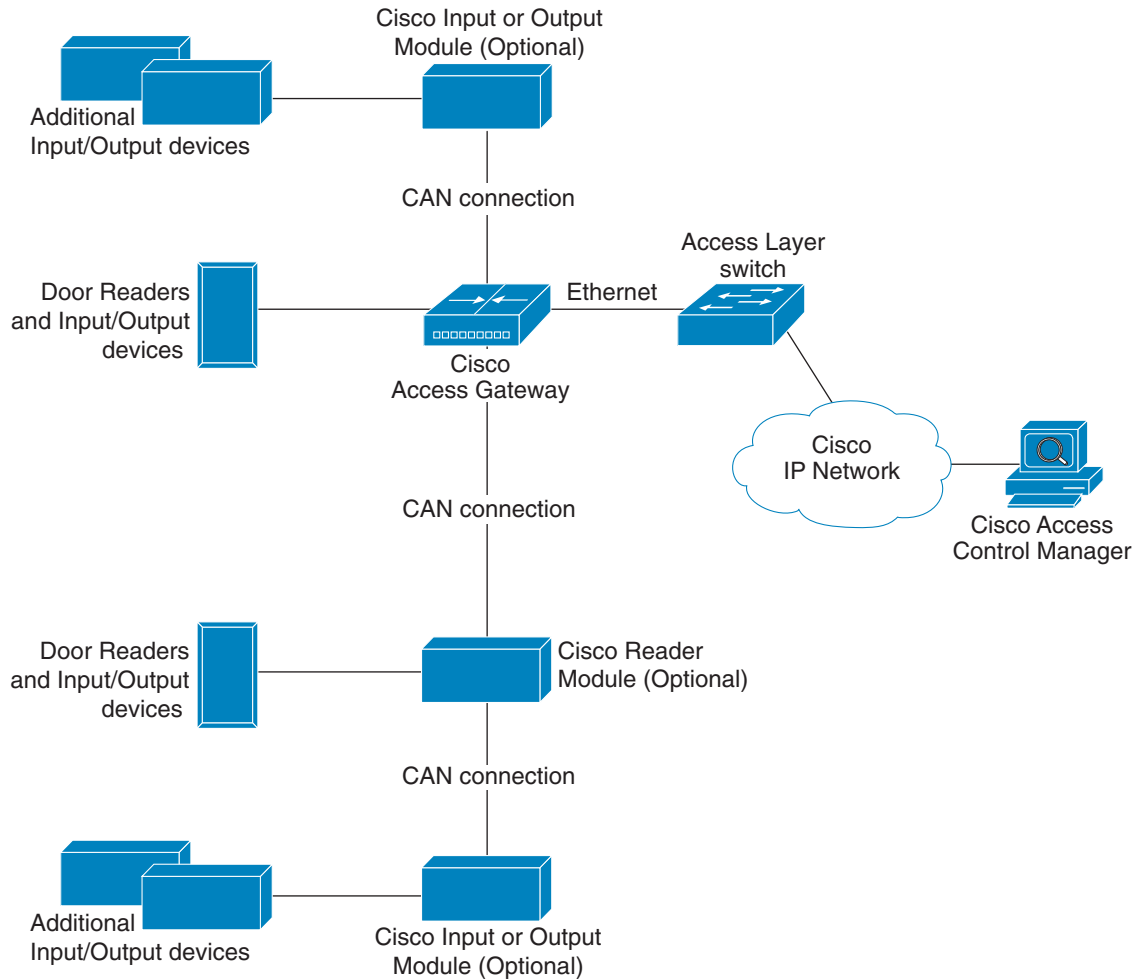 Cisco Input or Output
Module (Optional)
Additional
Input/Output devices
CAN connection
Access Layer
switch
Door Readers
and Input/Output
devices
Ethernet
Cisco
Access Gateway
Cisco
IP Network
CAN connection
Cisco Access
Control Manager
Door Readers
and Input/Output
devices
Cisco Reader
Module (Optional)
CAN connection
Additional
Input/Output devices
Cisco Input or Output
Module (Optional)